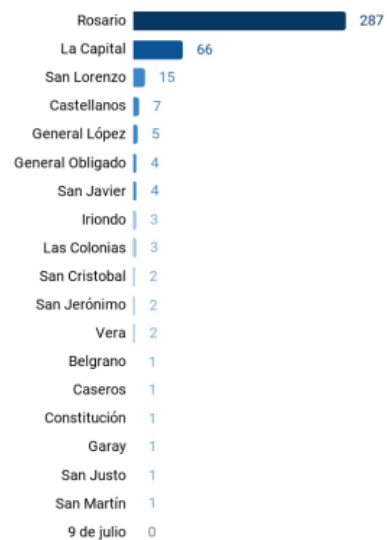 Rosario 287
La Capital 66
San Lorenzo 15
Castellanos 7
General López 5
General Obligado 4
San Javier 4
Iriondo 3
Las Colonias 3
San Cristobal 2
San Jerónimo 2
Vera 2
Belgrano 1
Caseros 1
Constitución 1
Garay 1
San Justo 1
San Martín 1
9 de julio 0